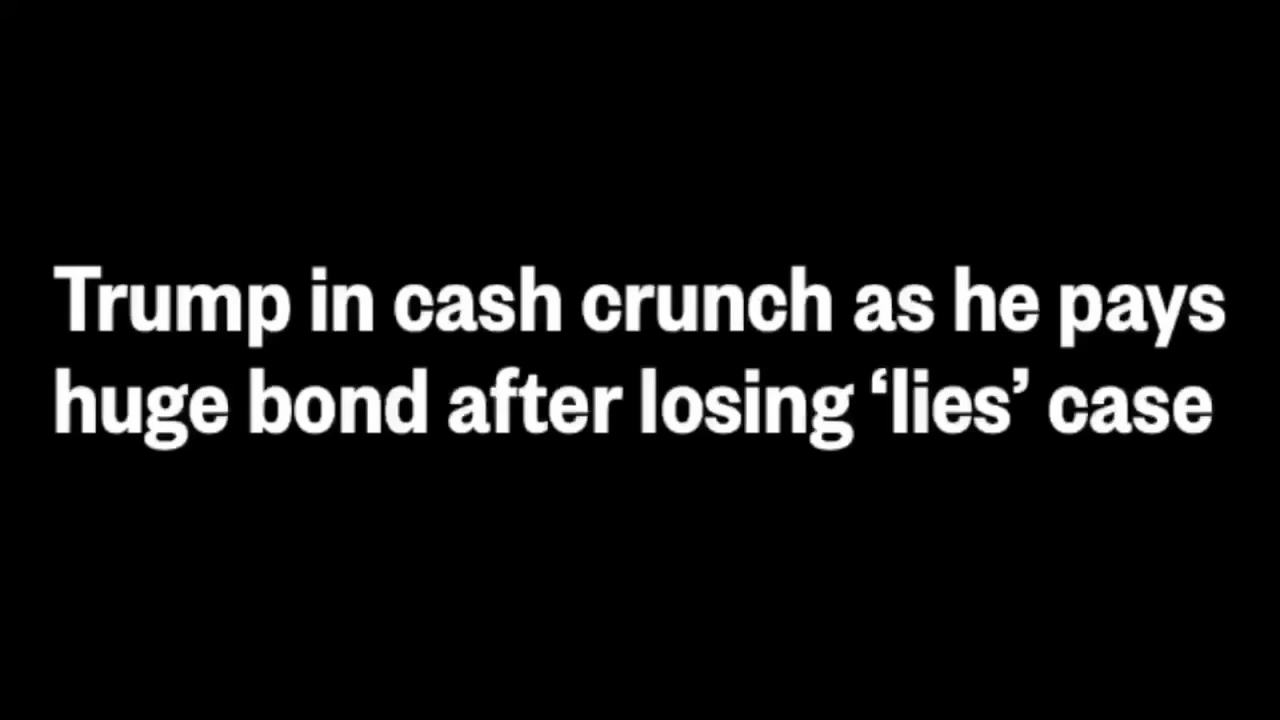 Trump in cash crunch as he pays
huge bond after losing ‘lies’ case